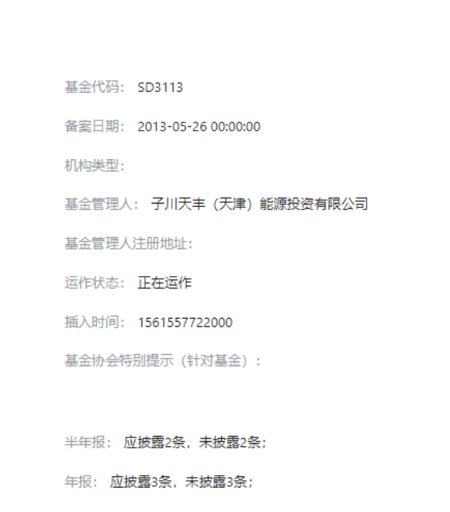 基金代码： SD3113
备案日期： 2013-05-26 00:00:00
机构类型：
基金管理人： 子川天丰（天津）能源投资有限公司
基金管理人注册地址：
运作状态： 正在运作
插入时间： 1561557722000
基金协会特别提示（针对基金）：
半年报： 应披露2条，未披露2条；
年报： 应披露3条，未披露3条；